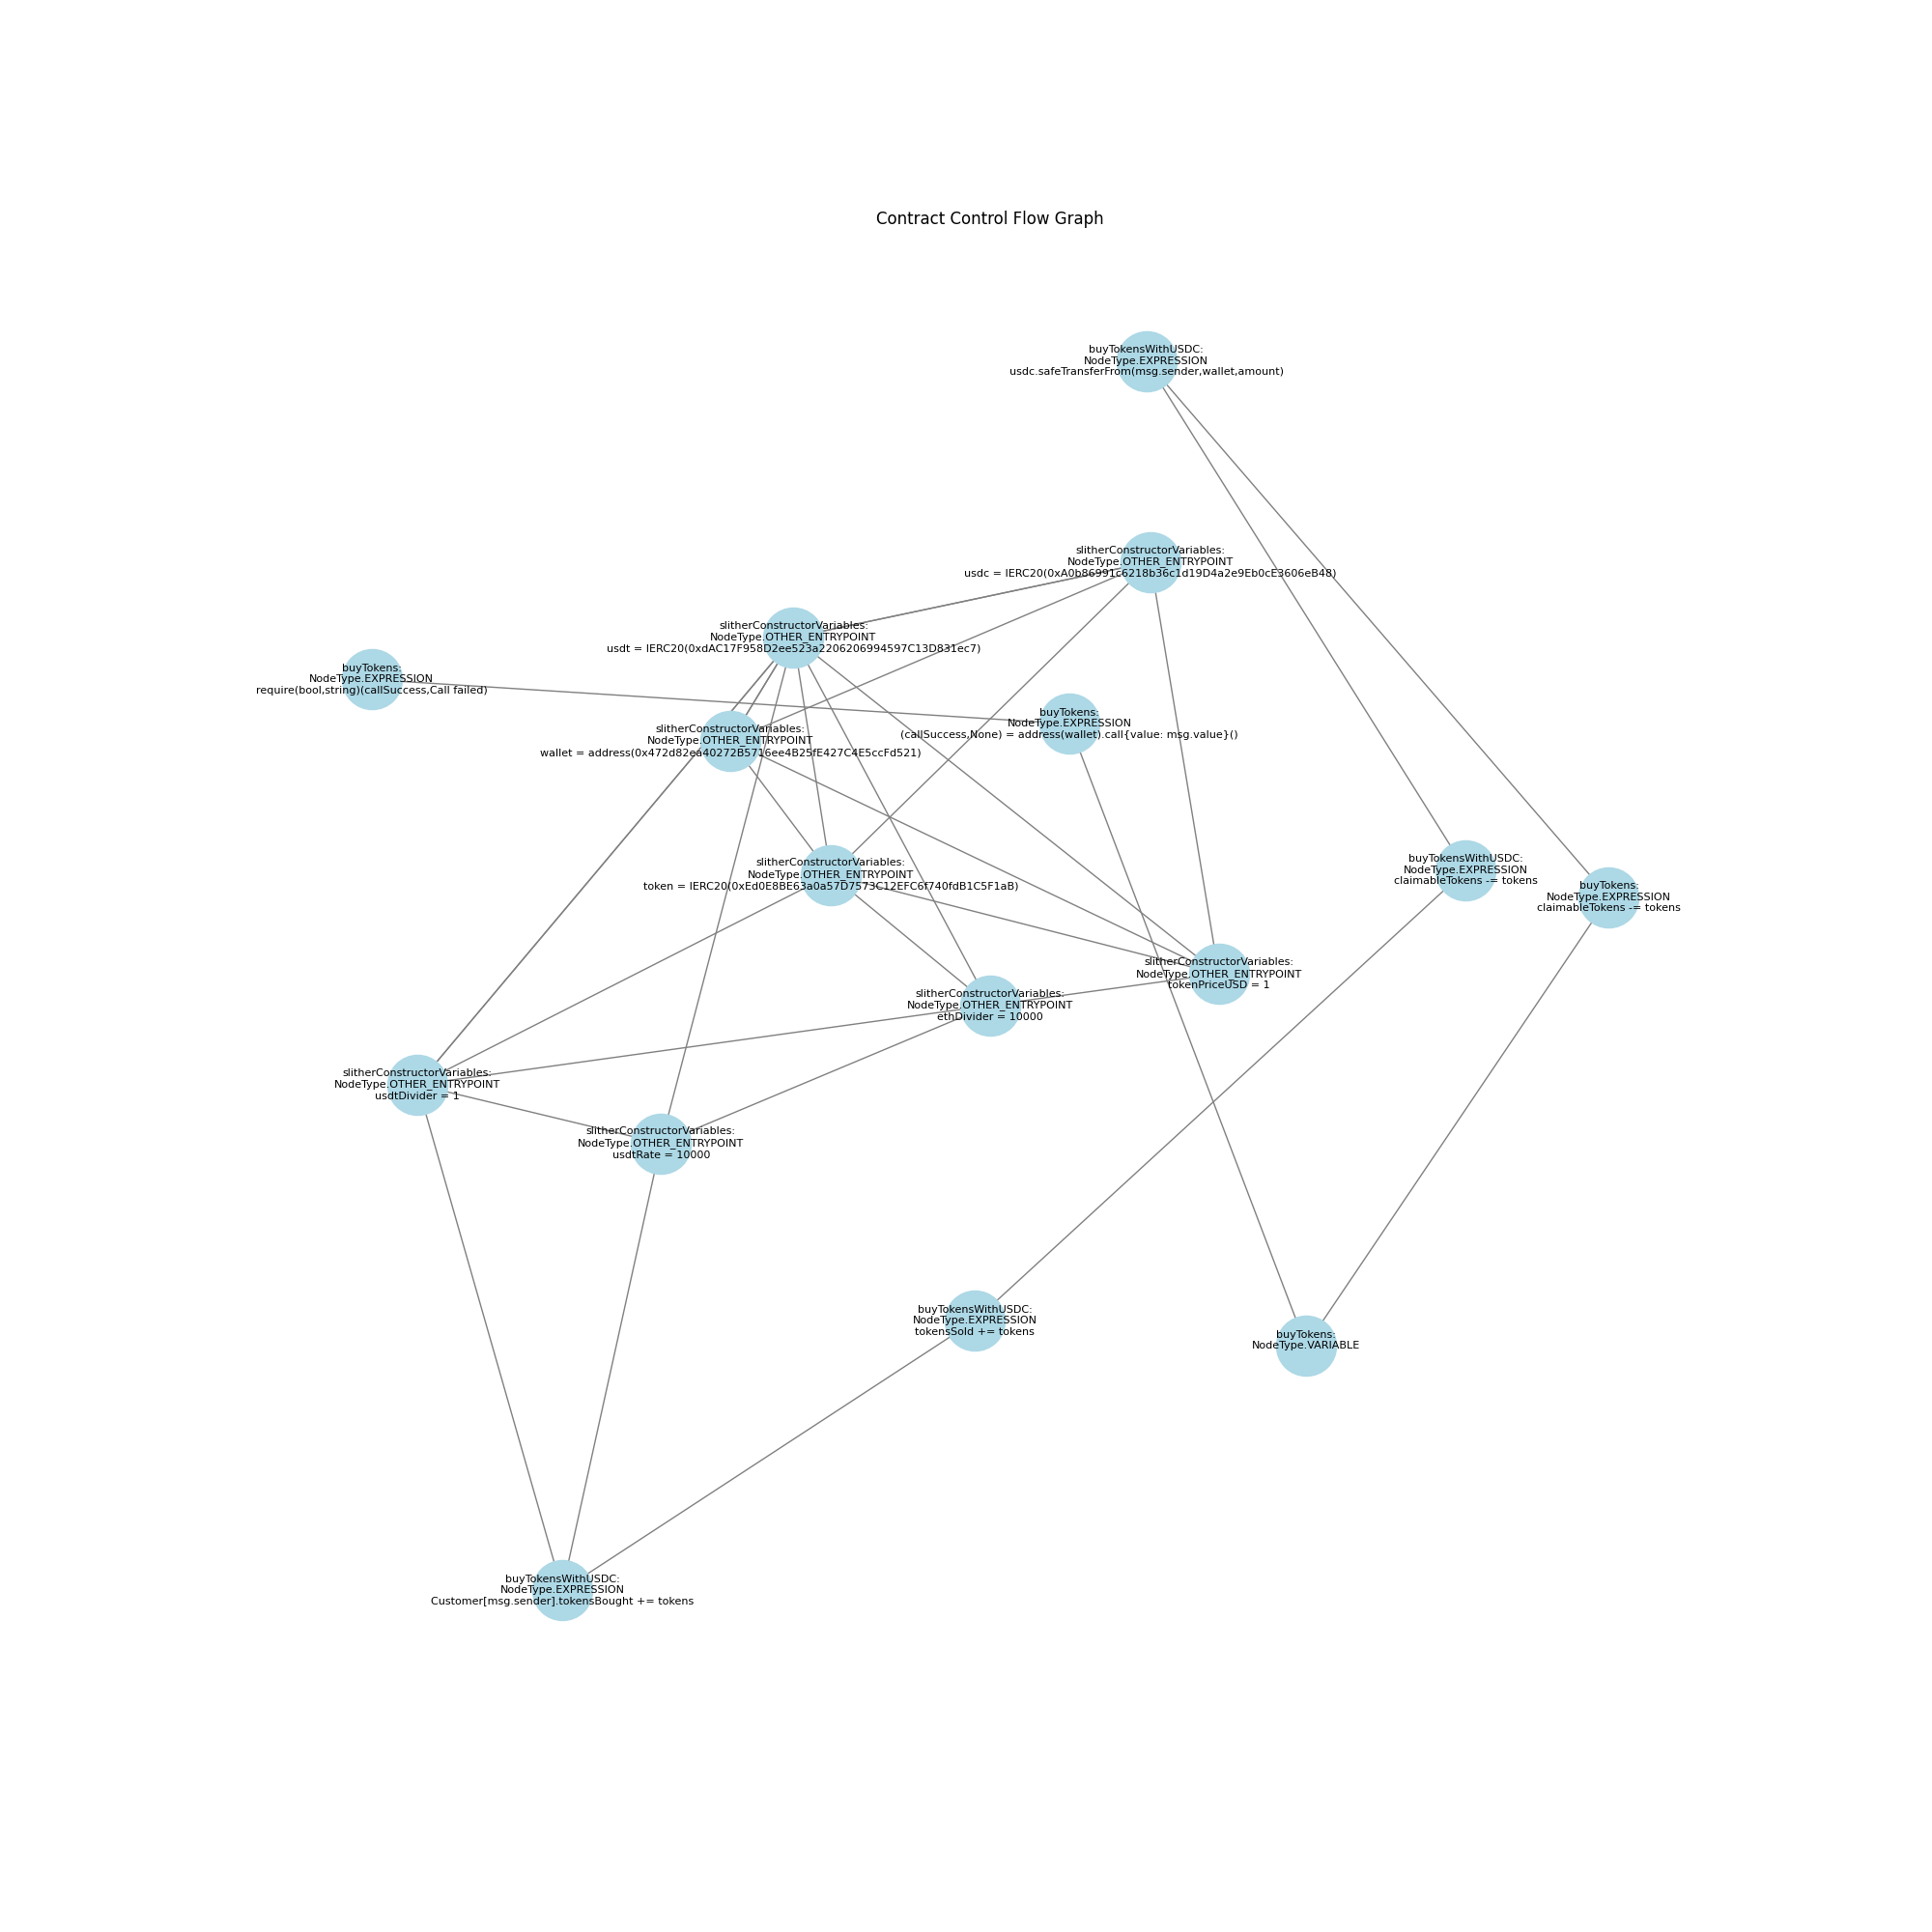 Contract Control Flow Graph
buyTokensWithUSDC:
NodeType.EXPRESSION
usdc.safeTransferFrom(msg.sender,wallet,amount)
slitherConstructorVariables:
NodeType.OTHER_ENTRYPOINT
usdc = IERC20(0xA0b86991c6218b36c1d19D4a2e9Eb0cE3606eB48)
slitherConstructorVariables:
NodeType.OTHER_ENTRYPOINT
usdt = IERC20(0xdAC17F958D2ee523a2206206994597C13D831ec7)
buyTokens:
NodeType.EXPRESSION
require(bool,string)(callSuccess,Call failed)
buyTokens:
NodeType.EXPRESSION
(callSuccess,None) = address(wallet).call{value: msg.value}()
slitherConstructorVariables:
NodeType.OTHER_ENTRYPOINT
wallet = address(0x472d82ea40272B5716ee4B25fE427C4E5ccFd521)
slitherConstructorVariables:
NodeType.OTHER_ENTRYPOINT
token = IERC20(0xEd0E8BE63a0a57D7573C12EFC6f740fdB1C5F1aB)
buyTokensWithUSDC:
NodeType.EXPRESSION
claimableTokens -= tokens
buyTokens:
NodeType.EXPRESSION
claimableTokens -= tokens
slitherConstructorVariables:
NodeType.OTHER_ENTRYPOINT
tokenPriceUSD = 1
slitherConstructorVariables:
NodeType.OTHER_ENTRYPOINT
ethDivider = 10000
slitherConstructorVariables:
NodeType.OTHER_ENTRYPOINT
usdtDivider = 1
slitherConstructorVariables:
NodeType.OTHER_ENTRYPOINT
usdtRate = 10000
buyTokensWithUSDC:
NodeType.EXPRESSION
tokensSold += tokens
buyTokens:
NodeType.VARIABLE
buyTokensWithUSDC:
NodeType.EXPRESSION
Customer[msg.sender].tokensBought += tokens